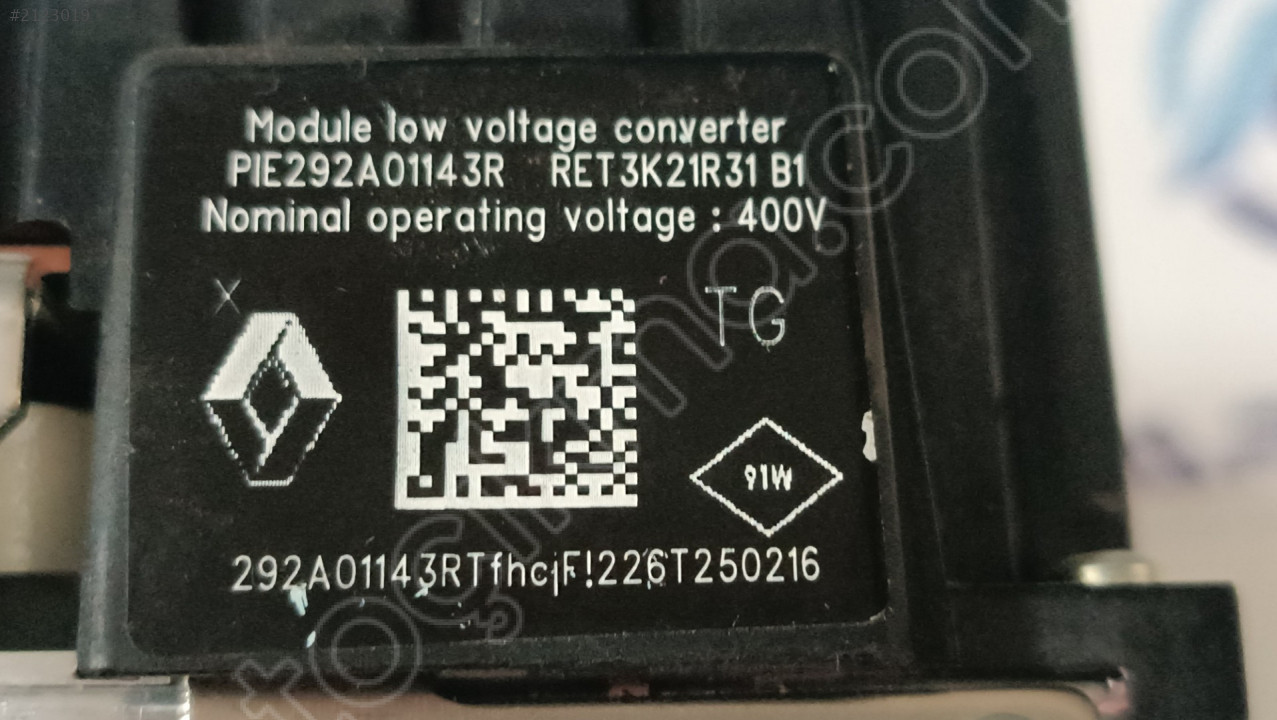 Module low voltage converter
PIE292A01143R RET3K21R31 B1
Nominal operating voltage : 400V
TG
91W
292A01143RTfhcjF!226T250216